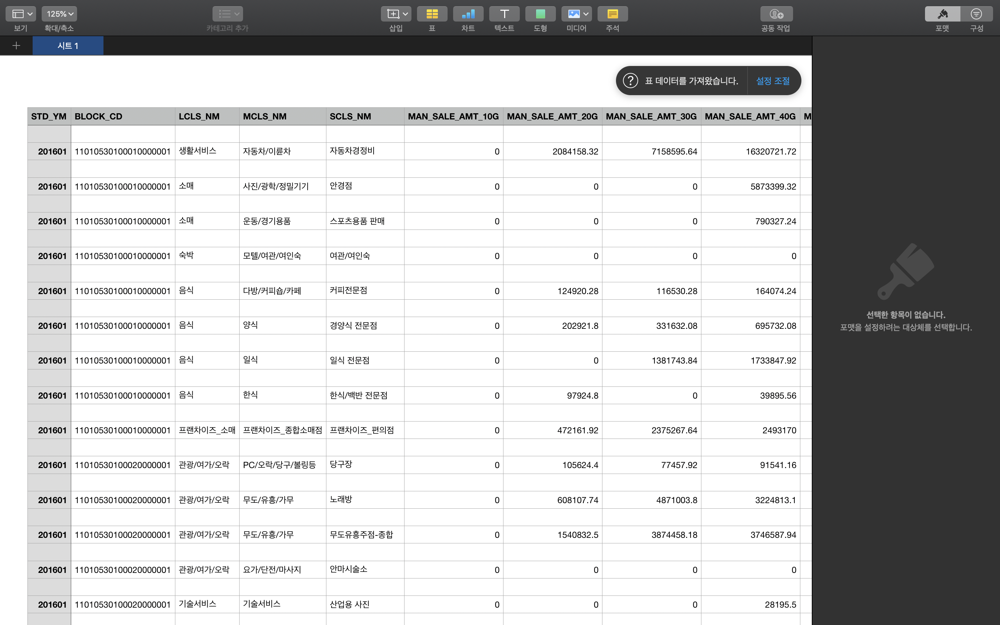 125%
보기 확대/축소 카테고리 추가 삽입 표 차트 텍스트 도형 미디어 주석 공동 작업 포맷 구성
시트 1
표 데이터를 가져왔습니다. 설정 조절
STD_YM BLOCK_CD LCLS_NM MCLS_NM SCLS_NM MAN_SALE_AMT_10G MAN_SALE_AMT_20G MAN_SALE_AMT_30G MAN_SALE_AMT_40G M
201601 11010530100010000001 생활서비스 자동차/이륜차 자동차경정비 0 2084158.32 7158595.64 16320721.72
201601 11010530100010000001 소매 사진/광학/정밀기기 안경점 0 0 0 5873399.32
201601 11010530100010000001 소매 운동/경기용품 스포츠용품 판매 0 0 0 790327.24
201601 11010530100010000001 숙박 모텔/여관/여인숙 여관/여인숙 0 0 0 0
201601 11010530100010000001 음식 다방/커피숍/카페 커피전문점 0 124920.28 116530.28 164074.24
201601 11010530100010000001 음식 양식 경양식 전문점 0 202921.8 331632.08 695732.08
201601 11010530100010000001 음식 일식 일식 전문점 0 0 1381743.84 1733847.92
201601 11010530100010000001 음식 한식 한식/백반 전문점 0 97924.8 0 39895.56
201601 11010530100010000001 프랜차이즈_소매 프랜차이즈_종합소매점 프랜차이즈_편의점 0 472161.92 2375267.64 2493170
201601 11010530100020000001 관광/여가/오락 PC/오락/당구/볼링등 당구장 0 105624.4 77457.92 91541.16
201601 11010530100020000001 관광/여가/오락 무도/유흥/가무 노래방 0 608107.74 4871003.8 3224813.1
201601 11010530100020000001 관광/여가/오락 무도/유흥/가무 무도유흥주점-종합 0 1540832.5 3874458.18 3746587.94
201601 11010530100020000001 관광/여가/오락 요가/단전/마사지 안마시술소 0 0 0 0
201601 11010530100020000001 기술서비스 기술서비스 산업용 사진 0 0 0 28195.5
선택한 항목이 없습니다.
포맷을 설정하려는 대상체를 선택합니다.